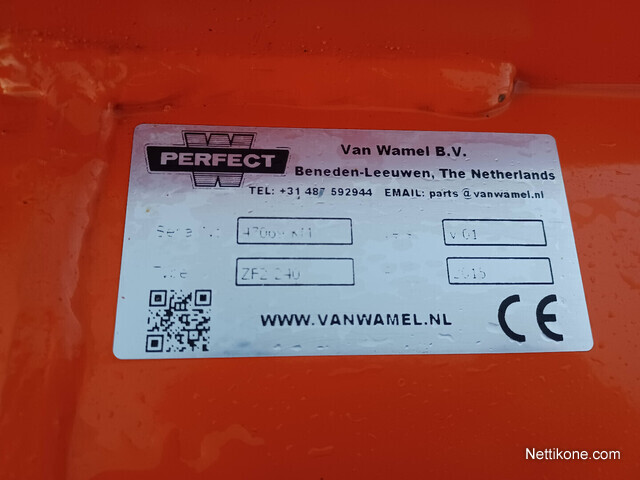 W
PERFECT
Van Wamel B.V.
Beneden-Leeuwen, The Netherlands
TEL: +31 487 592944 EMAIL: parts @vanwamel.nl
V 01
ZF2 240
WWW.VANWAMEL.NL
CE
Nettikone.com